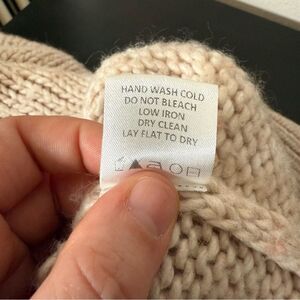 HAND WASH COLD
DO NOT BLEACH
LOW IRON
DRY CLEAN
LAY FLAT TO DRY